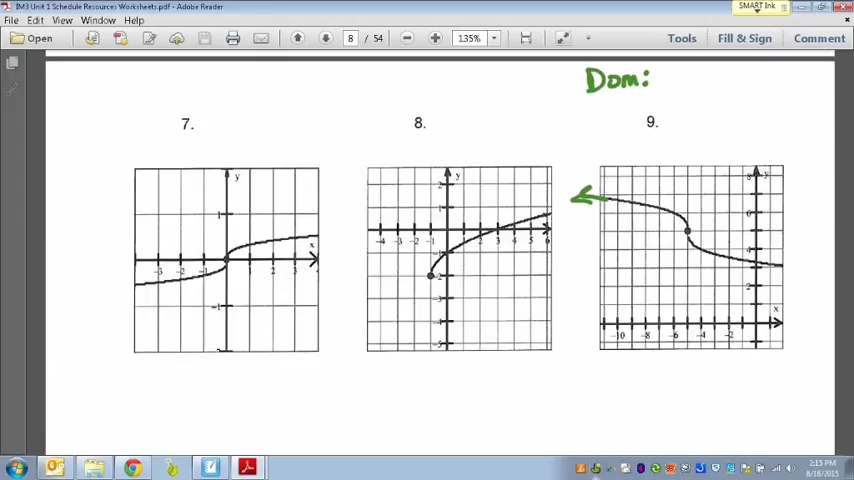 IM3 Unit 1 Schedule Resources Worksheets.pdf - Adobe Reader
SMART Ink
File Edit View Window Help
Open 8 / 54 135% Tools Fill & Sign Comment
Dom:
7. 8. 9.
y
1
x
-3 -2 -1 1 2 3
-1
y
2
1
-4 -3 -2 -1 2 3 4 5 6
-1
-2
-3
-4
-5
y
8
6
4
2
x
-10 -8 -6 -4 -2
2:15 PM
8/18/2015